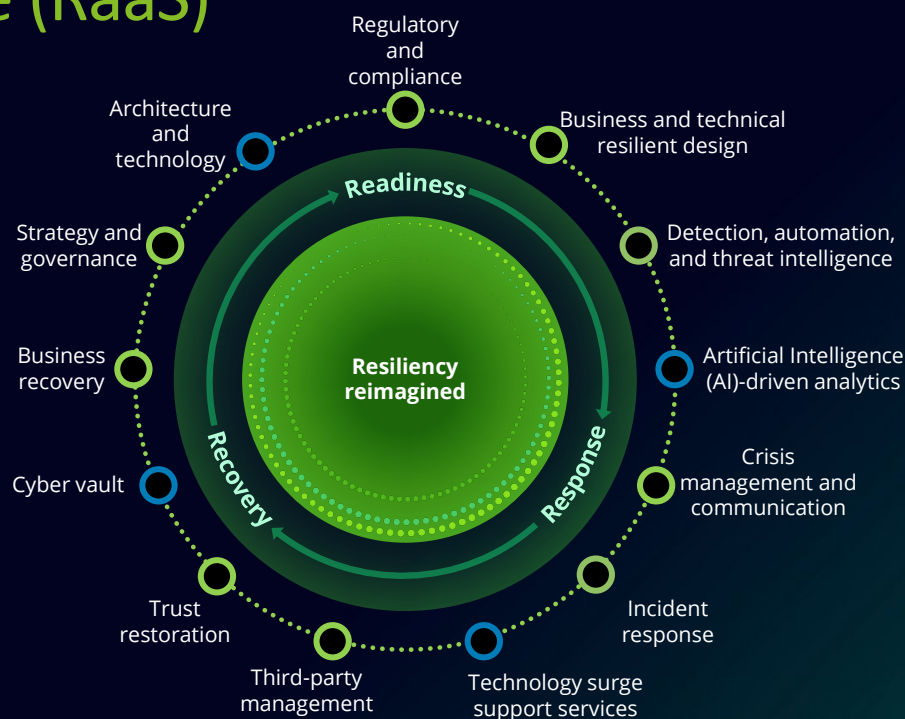 e (RaaS)
Regulatory
and
compliance
Business and technical
resilient design
Detection, automation,
and threat intelligence
Artificial Intelligence
(AI)-driven analytics
Crisis
management and
communication
Incident
response
Technology surge
support services
Third-party
management
Trust
restoration
Cyber vault
Business
recovery
Strategy and
governance
Architecture
and
technology
Readiness
Response
Recovery
Resiliency
reimagined